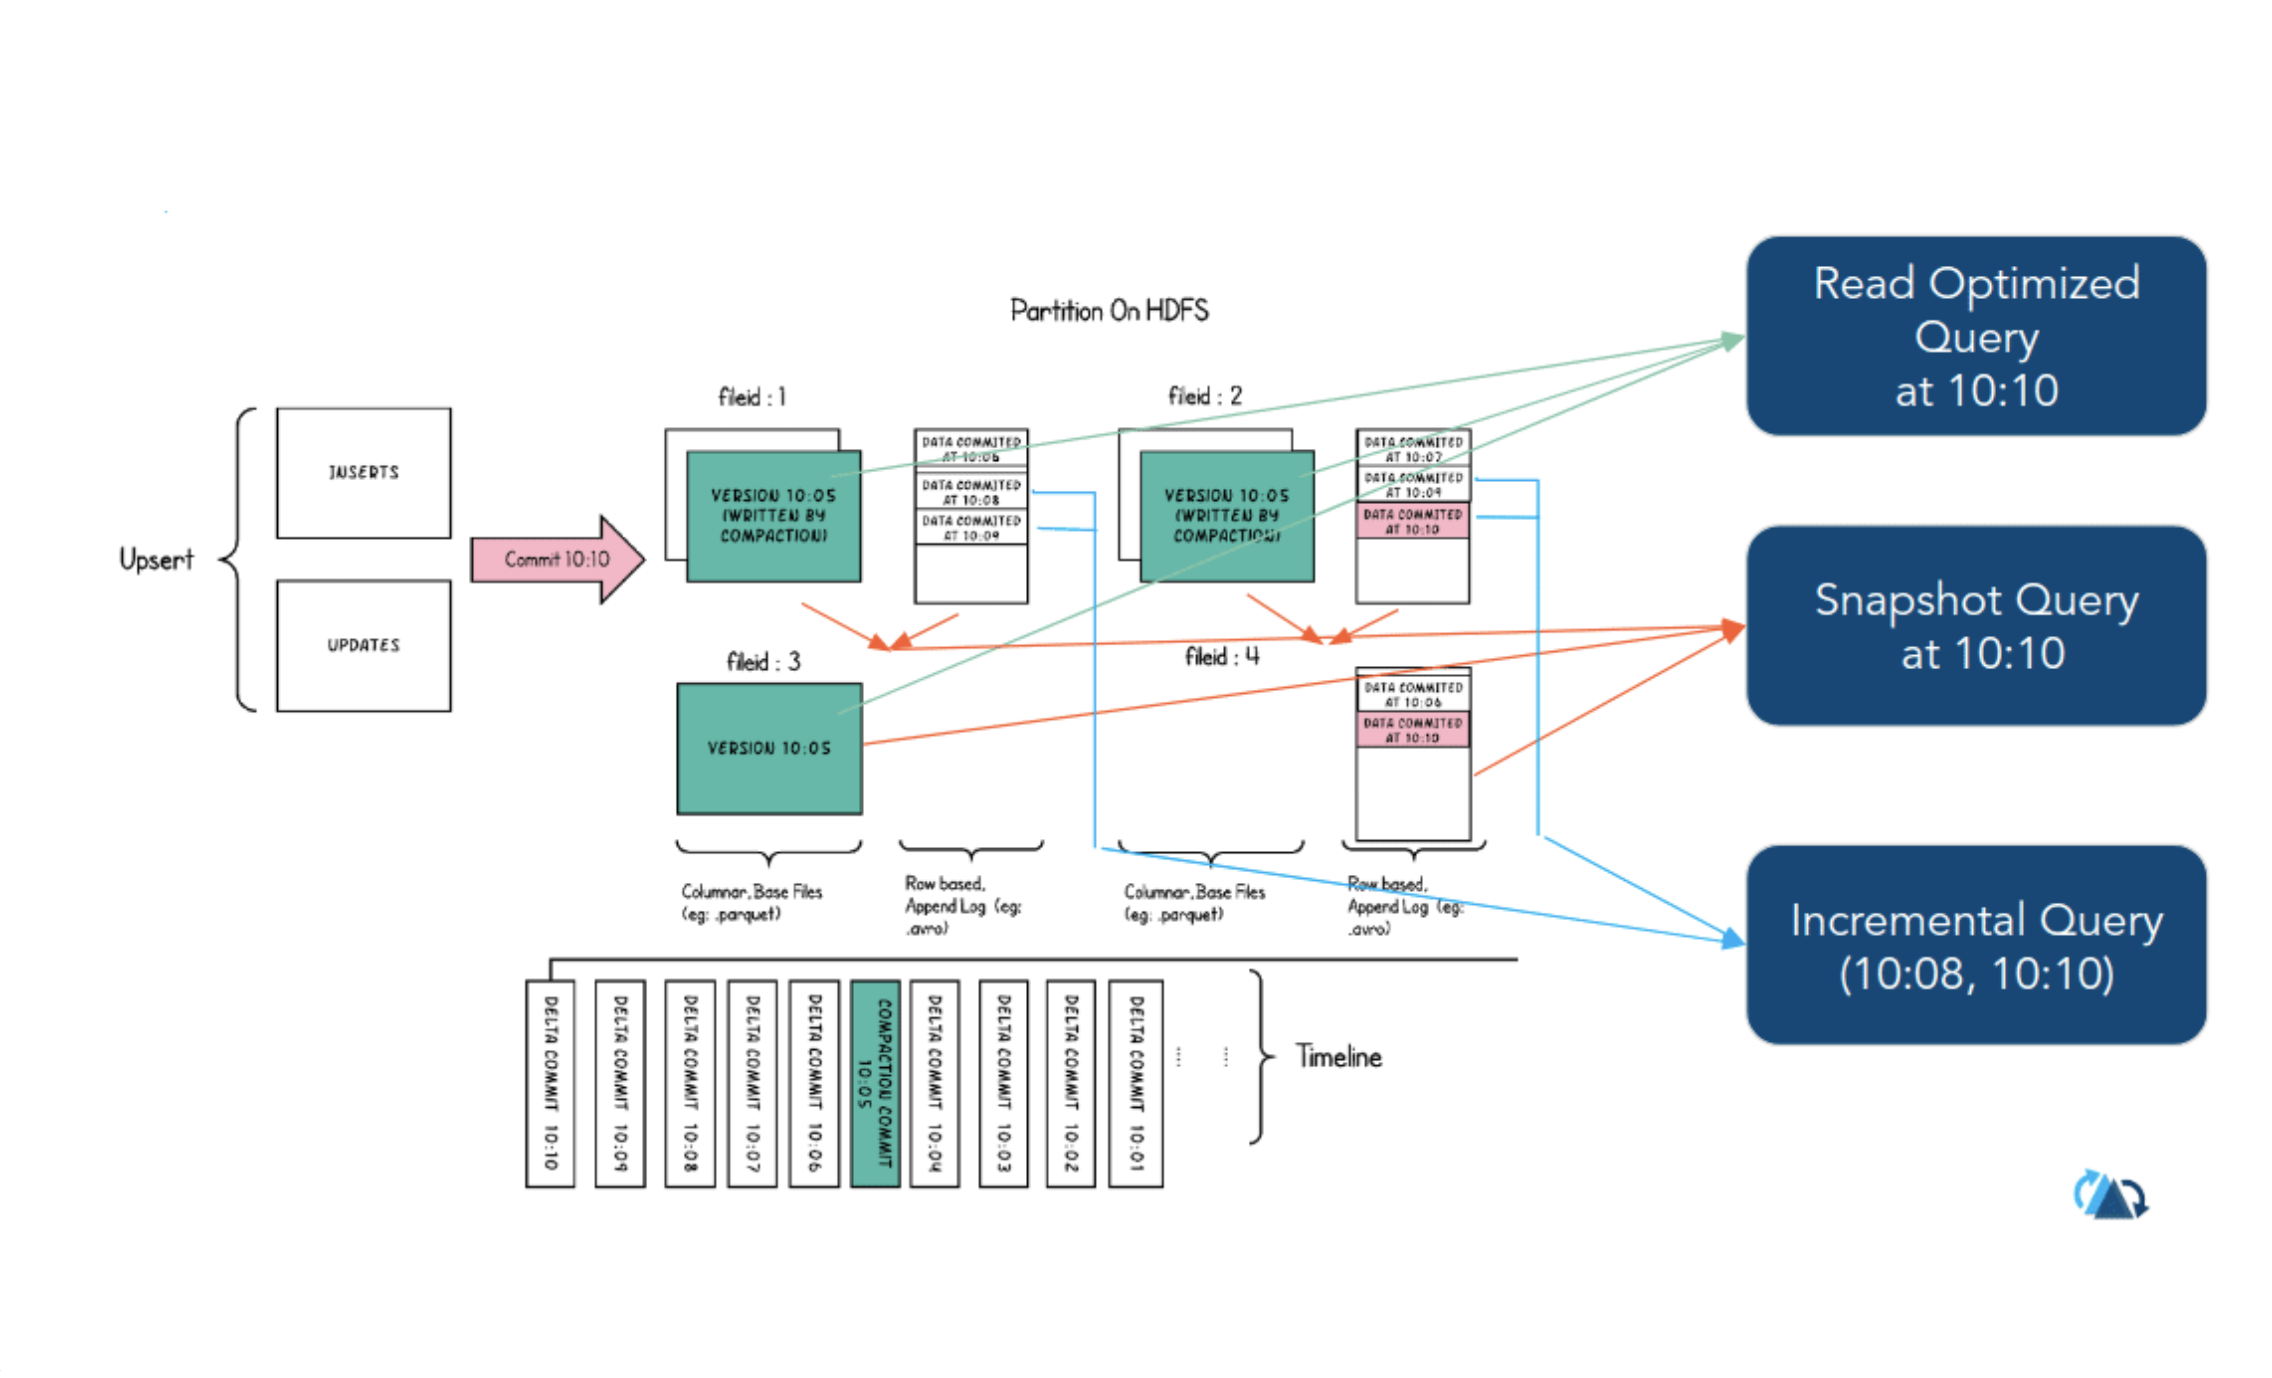 Partition On HDFS
Upsert
INSERTS
UPDATES
Commit 10:10
fileid : 1
VERSION 10:05
(WRITTEN BY
COMPACTION)
DATA COMMITED
AT 10:06
DATA COMMITED
AT 10:08
DATA COMMITED
AT 10:09
fileid : 2
VERSION 10:05
(WRITTEN BY
COMPACTION)
DATA COMMITED
AT 10:07
DATA COMMITED
AT 10:09
DATA COMMITED
AT 10:10
fileid : 3
VERSION 10:05
fileid : 4
DATA COMMITED
AT 10:06
DATA COMMITED
AT 10:10
Columnar, Base Files
(eg: .parquet)
Row based,
Append Log (eg:
.avro)
Columnar, Base Files
(eg: .parquet)
Row based,
Append Log (eg:
.avro)
DELTA COMMIT 10:10
DELTA COMMIT 10:09
DELTA COMMIT 10:08
DELTA COMMIT 10:07
DELTA COMMIT 10:06
COMPACTION COMMIT
10:05
DELTA COMMIT 10:04
DELTA COMMIT 10:03
DELTA COMMIT 10:02
DELTA COMMIT 10:01
Timeline
Read Optimized
Query
at 10:10
Snapshot Query
at 10:10
Incremental Query
(10:08, 10:10)